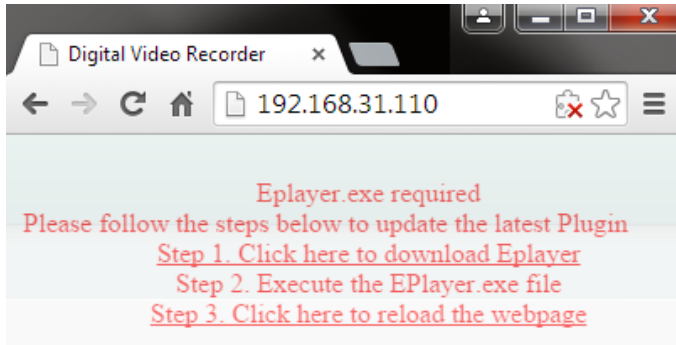 Digital Video Recorder
192.168.31.110
Eplayer.exe required
Please follow the steps below to update the latest Plugin
Step 1. Click here to download Eplayer
Step 2. Execute the EPlayer.exe file
Step 3. Click here to reload the webpage